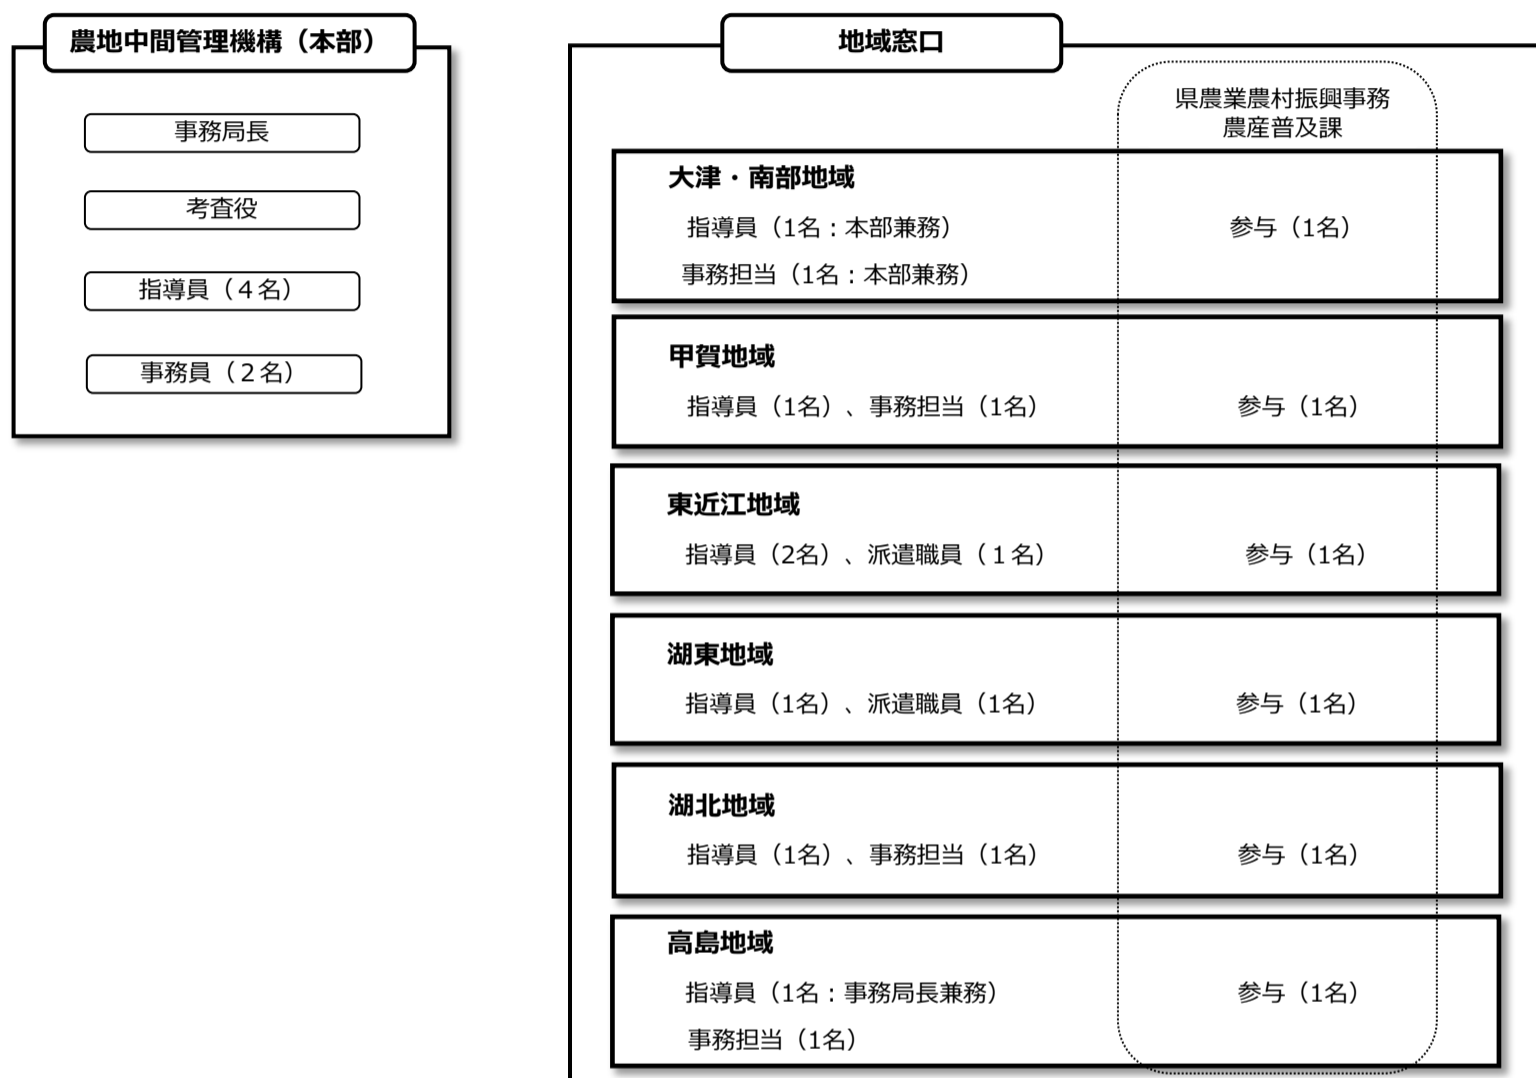 農地中間管理機構（本部）
事務局長
考査役
指導員（４名）
事務員（２名）
地域窓口
県農業農村振興事務
農産普及課
大津・南部地域
指導員（1名：本部兼務）
参与（1名）
事務担当（1名：本部兼務）
甲賀地域
指導員（1名）、事務担当（1名）
参与（1名）
東近江地域
指導員（2名）、派遣職員（１名）
参与（1名）
湖東地域
指導員（1名）、派遣職員（1名）
参与（1名）
湖北地域
指導員（1名）、事務担当（1名）
参与（1名）
高島地域
指導員（1名：事務局長兼務）
参与（1名）
事務担当（1名）